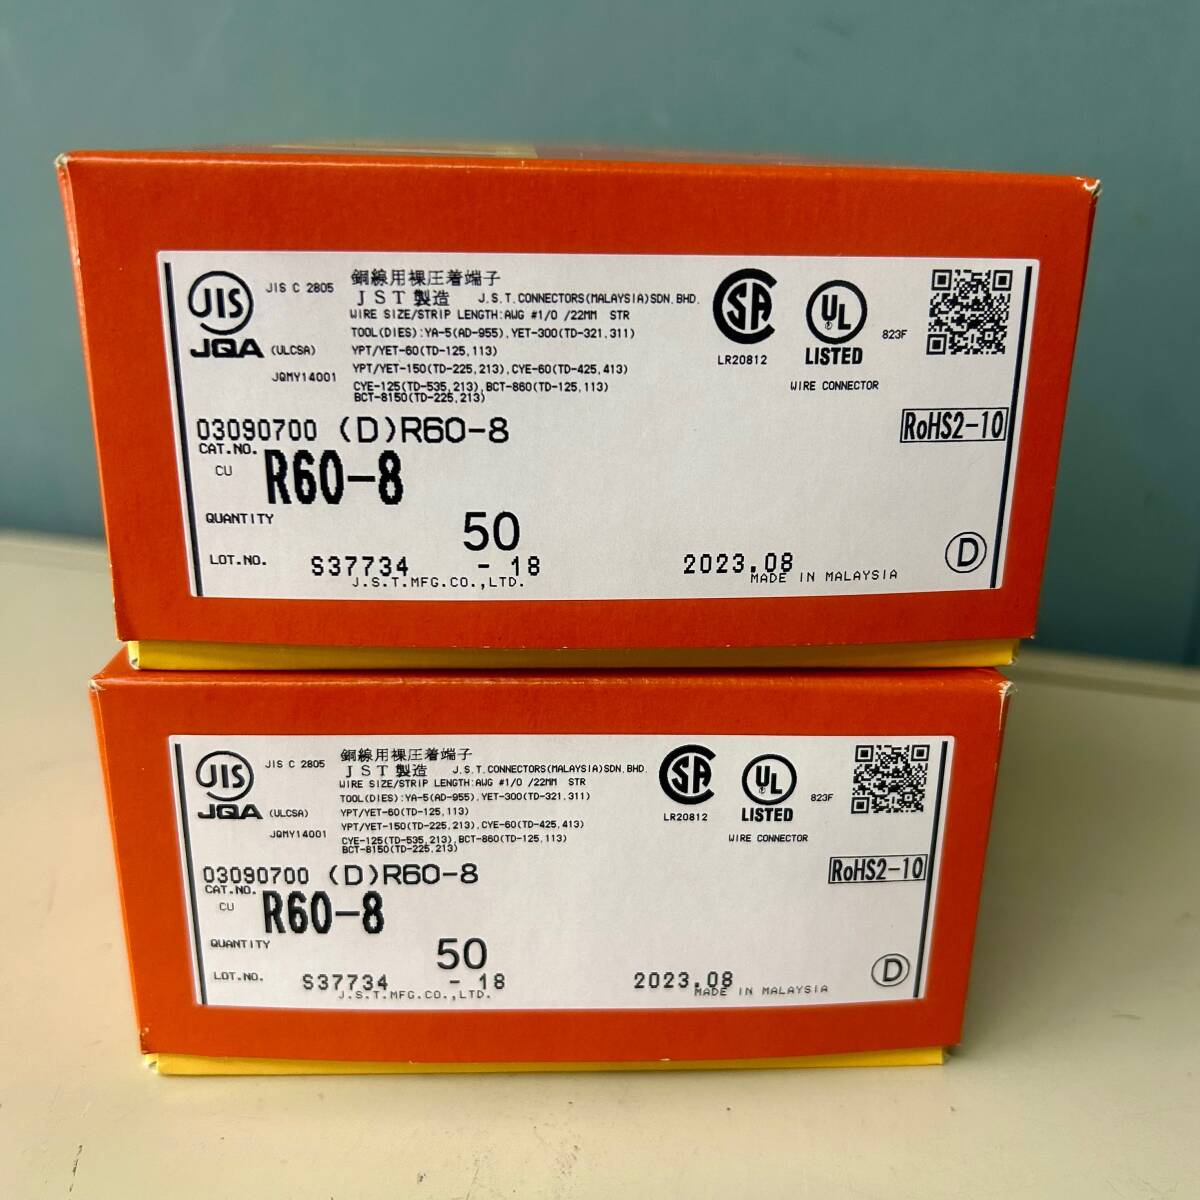 JIS
JQA
JIS C 2805
(ULCSA)
JQMY14001
銅線用裸圧着端子
JST製造 J.S.T.CONNECTORS(MALAYSIA)SDN.BHD.
WIRE SIZE/STRIP LENGTH:AWG #1/0 /22MM STR
TOOL(DIES):YA-5(AD-955),YET-300(TD-321,311)
YPT/YET-60(TD-125,113)
YPT/YET-150(TD-225,213),CYE-60(TD-425,413)
CYE-125(TD-535,213),BCT-860(TD-125,113)
BCT-8150(TD-225,213)
SA
LR20812
UL
LISTED
823F
WIRE CONNECTOR
03090700 (D)R60-8
RoHS2-10
CAT.NO.
CU R60-8
QUANTITY 50
LOT.NO. S37734 - 18 2023.08
J.S.T.MFG.CO.,LTD. MADE IN MALAYSIA
D
JIS
JQA
JIS C 2805
(ULCSA)
JQMY14001
銅線用裸圧着端子
JST製造 J.S.T.CONNECTORS(MALAYSIA)SDN.BHD.
WIRE SIZE/STRIP LENGTH:AWG #1/0 /22MM STR
TOOL(DIES):YA-5(AD-955),YET-300(TD-321,311)
YPT/YET-60(TD-125,113)
YPT/YET-150(TD-225,213),CYE-60(TD-425,413)
CYE-125(TD-535,213),BCT-860(TD-125,113)
BCT-8150(TD-225,213)
SA
LR20812
UL
LISTED
823F
WIRE CONNECTOR
03090700 (D)R60-8
RoHS2-10
CAT.NO.
CU R60-8
QUANTITY 50
LOT.NO. S37734 - 18 2023.08
J.S.T.MFG.CO.,LTD. MADE IN MALAYSIA
D